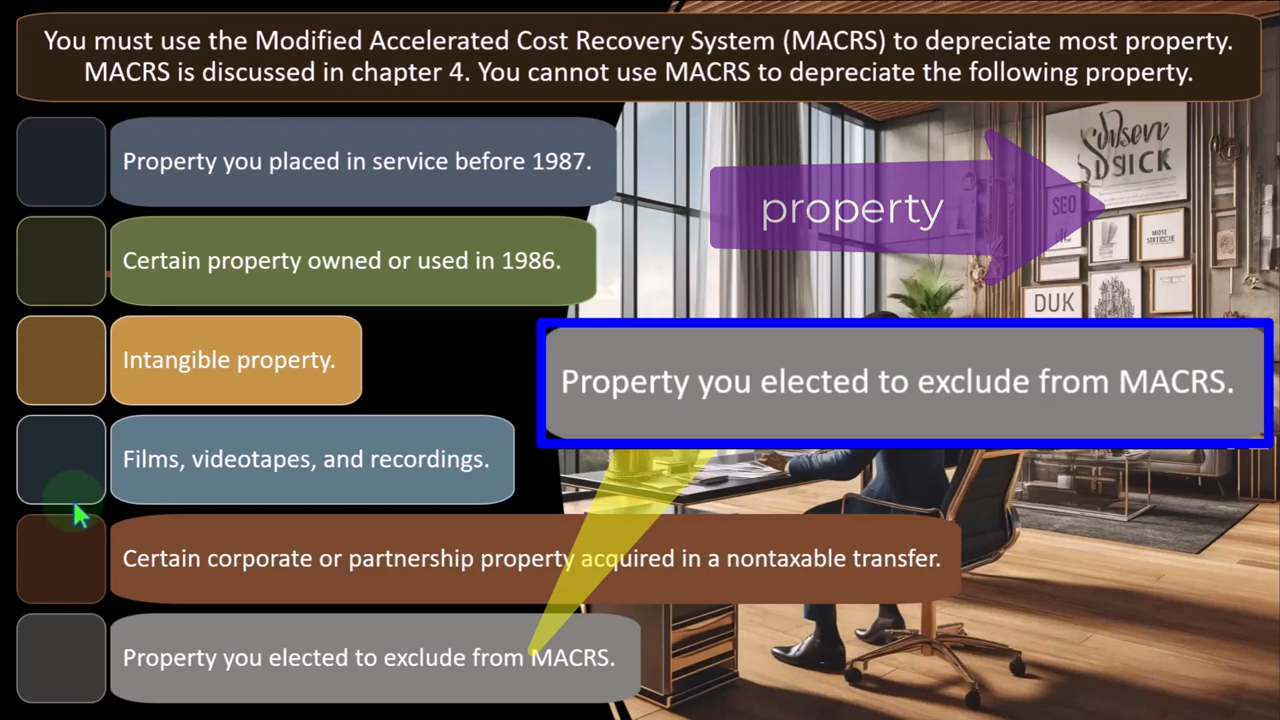 You must use the Modified Accelerated Cost Recovery System (MACRS) to depreciate most property.
MACRS is discussed in chapter 4. You cannot use MACRS to depreciate the following property.
Property you placed in service before 1987.
property
SEO
Certain property owned or used in 1986.
DUK
Intangible property.
Property you elected to exclude from MACRS.
Films, videotapes, and recordings.
Certain corporate or partnership property acquired in a nontaxable transfer.
Property you elected to exclude from MACRS.